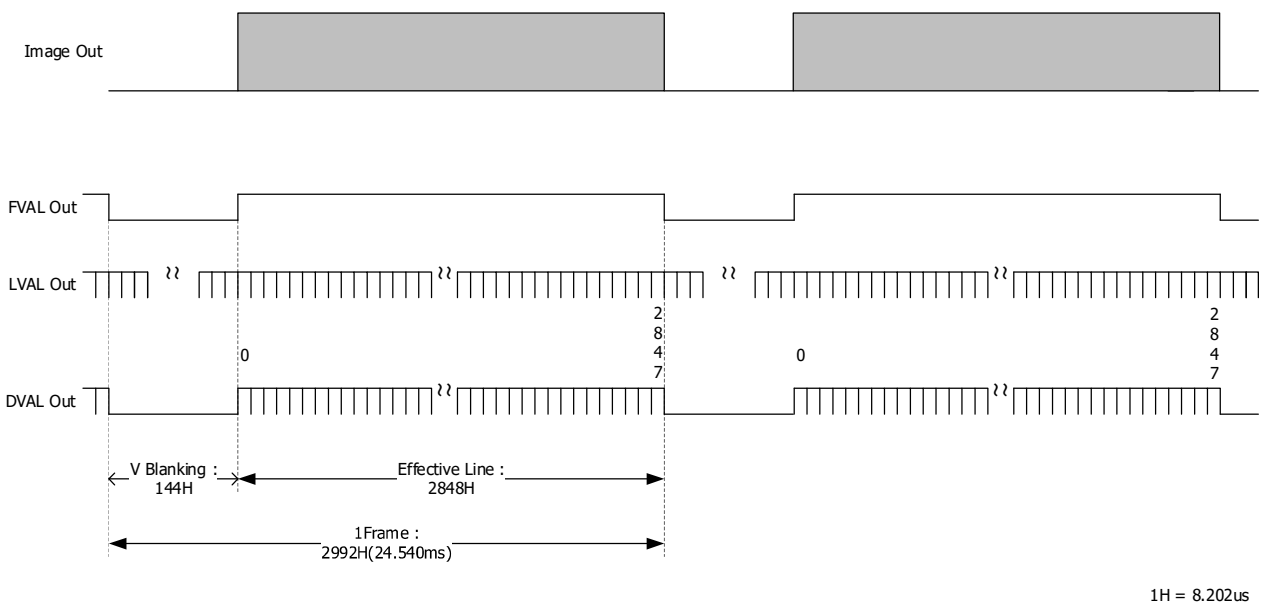 Image Out
FVAL Out
LVAL Out
2
8
4
7
2
8
4
7
0
0
DVAL Out
V Blanking :
144H
Effective Line :
2848H
1Frame :
2992H(24.540ms)
1H = 8.202us